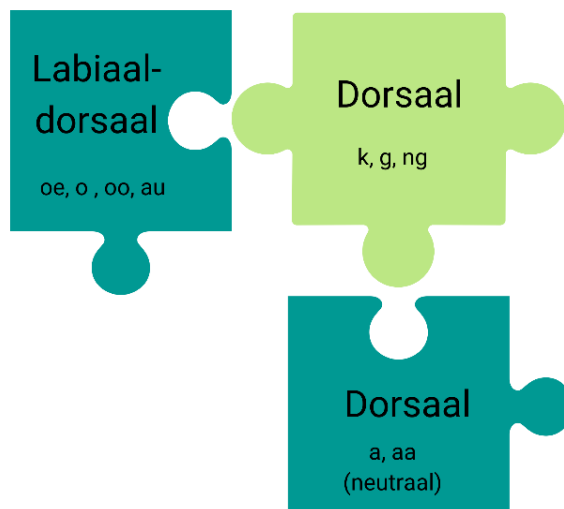 Labiaal-
dorsaal
oe, o , oo, au
Dorsaal
k, g, ng
Dorsaal
a, aa
(neutraal)